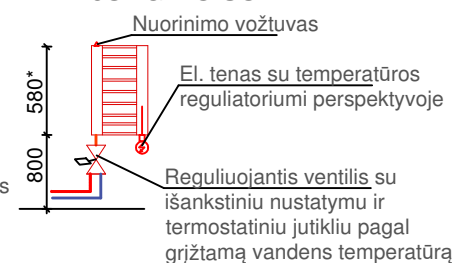 Nuorinimo vožtuvas
580*
El. tenas su temperatūros
reguliatoriumi perspektyvoje
800
Reguliuojantis ventilis su
išankstiniu nustatymu ir
termostatiniu jutikliu pagal
grįžtamą vandens temperatūrą